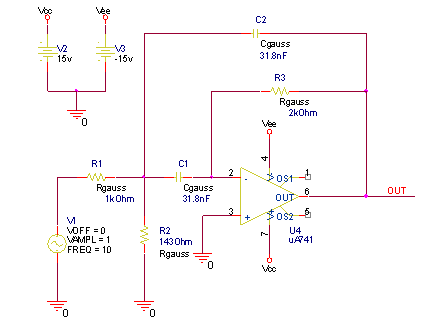 Vcc
Vee
C2
Cgauss
31.8nF
V2
15v
V3
-15v
R3
Rgauss
2kOhm
0
Vee
4
R1
Rgauss
1kOhm
C1
Cgauss
31.8nF
2
-
OS1
1
OUT
6
OUT
3
+
OS2
5
7
U4
uA741
Vcc
V1
VOFF = 0
VAMPL = 1
FREQ = 10
R2
143Ohm
Rgauss
0
0
0